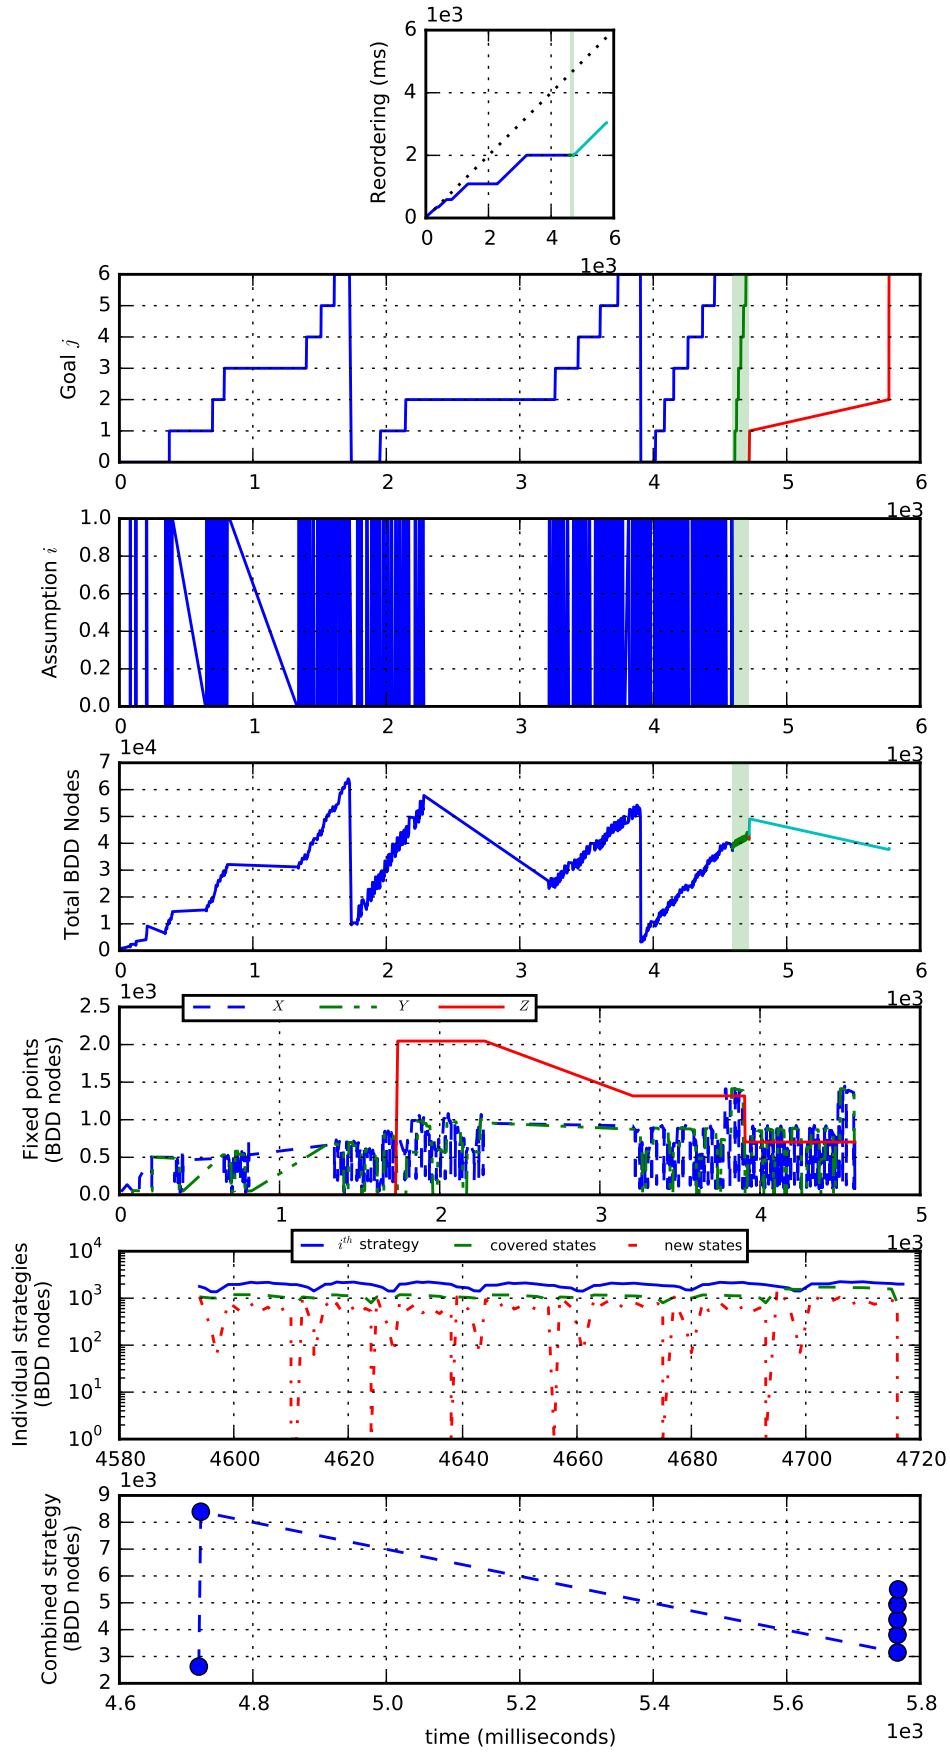 1e3
6
4
2
0
Reordering (ms)
0 2 4 6
1e3
6
5
4
3
2
1
0
Goal j
0 1 2 3 4 5 6
1e3
1.0
0.8
0.6
0.4
0.2
0.0
Assumption i
0 1 2 3 4 5 6
1e3
1e4
7
6
5
4
3
2
1
0
Total BDD Nodes
0 1 2 3 4 5 6
1e3
1e3
X Y Z
2.5
2.0
1.5
1.0
0.5
0.0
Fixed points
(BDD nodes)
0 1 2 3 4 5
1e3
i^th strategy covered states new states
10^4
10^3
10^2
10^1
10^0
Individual strategies
(BDD nodes)
4580 4600 4620 4640 4660 4680 4700 4720
1e3
9
8
7
6
5
4
3
2
Combined strategy
(BDD nodes)
4.6 4.8 5.0 5.2 5.4 5.6 5.8
time (milliseconds)
1e3